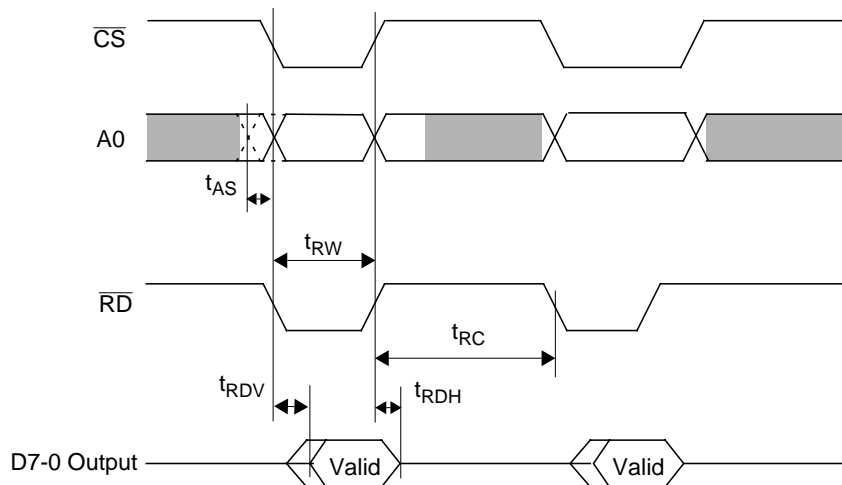 CS
A0
tAS
tRW
RD
tRC
tRDV
tRDH
D7-0 Output
Valid
Valid